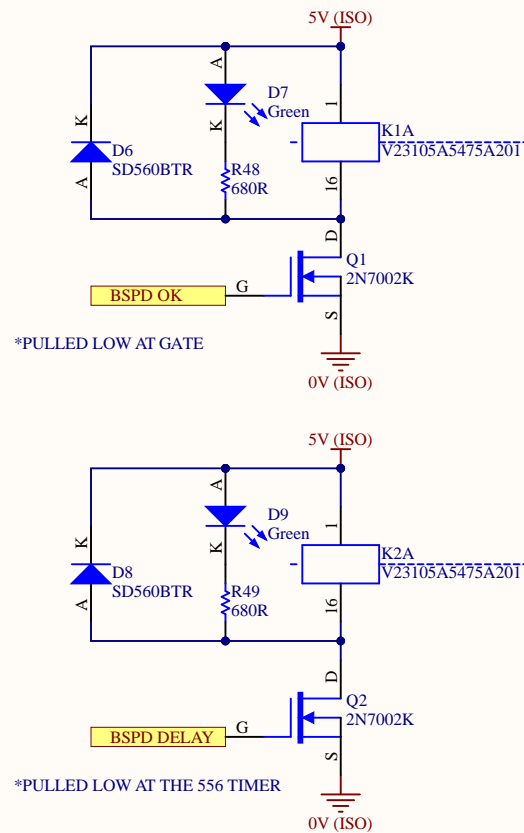 5V (ISO)
A
D7
Green
K
K
1
K1A
V23105A5475A201
D6
SD560BTR
A
R48
680R
16
D
Q1
2N7002K
BSPD OK
G
S
*PULLED LOW AT GATE
0V (ISO)
5V (ISO)
A
D9
Green
K
K
1
K2A
V23105A5475A201
D8
SD560BTR
A
R49
680R
16
D
Q2
2N7002K
BSPD DELAY
G
S
*PULLED LOW AT THE 556 TIMER
0V (ISO)